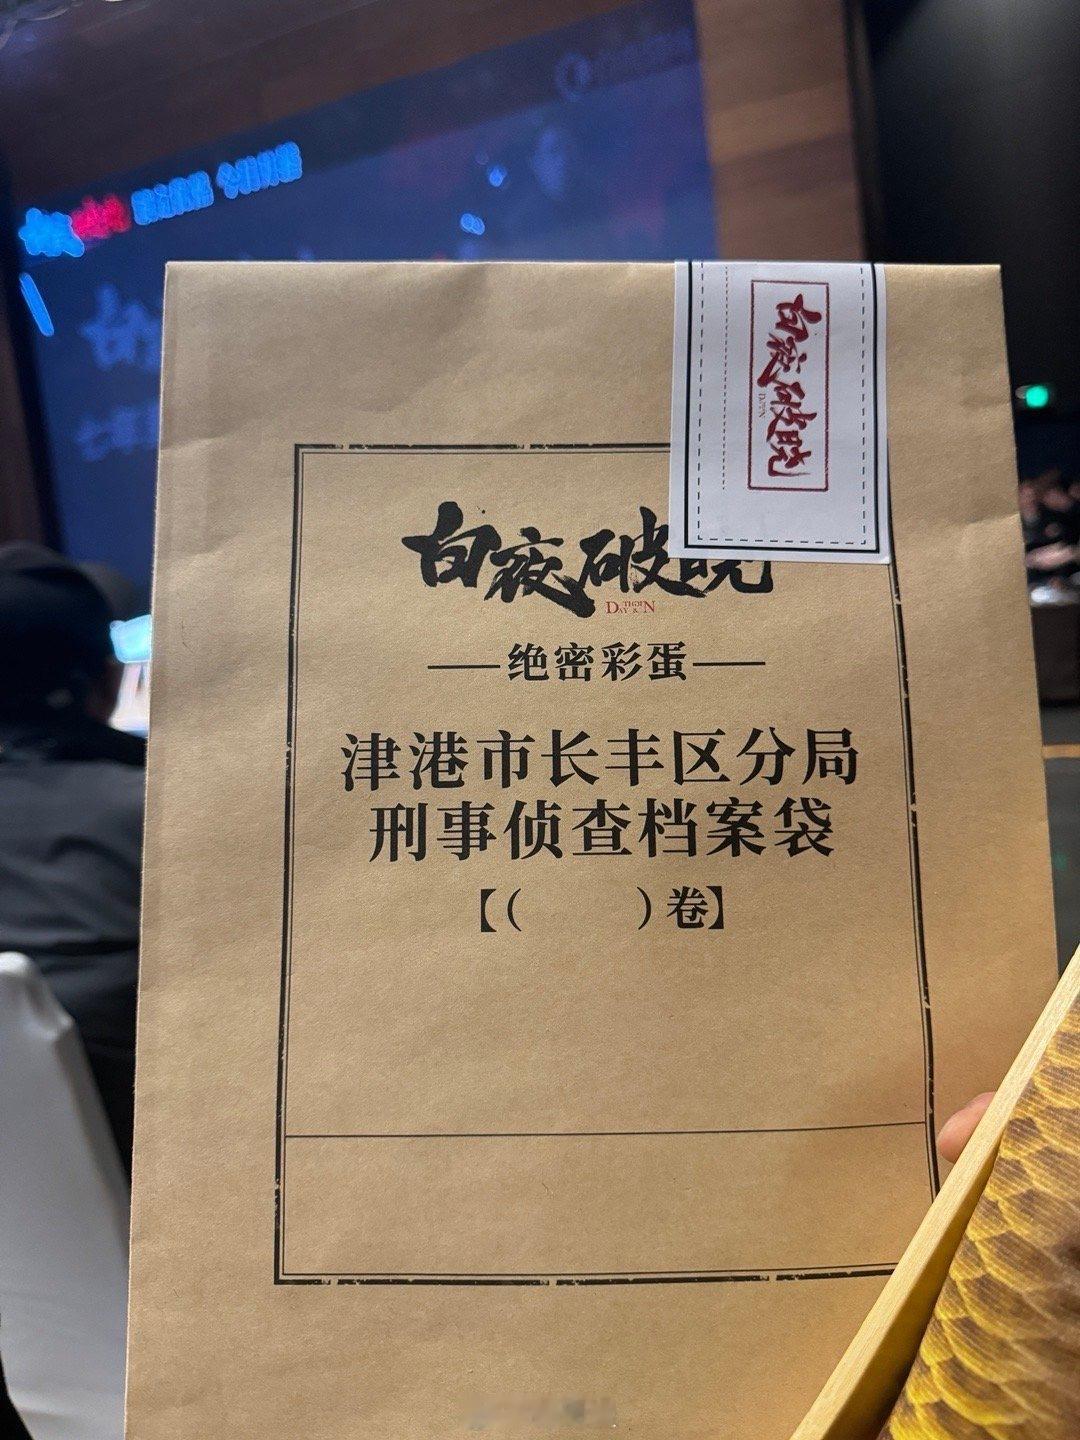 白夜破晓
白夜破晓
DAY & NIGHT
——绝密彩蛋——
津港市长丰区分局
刑事侦查档案袋
【（ ）卷】